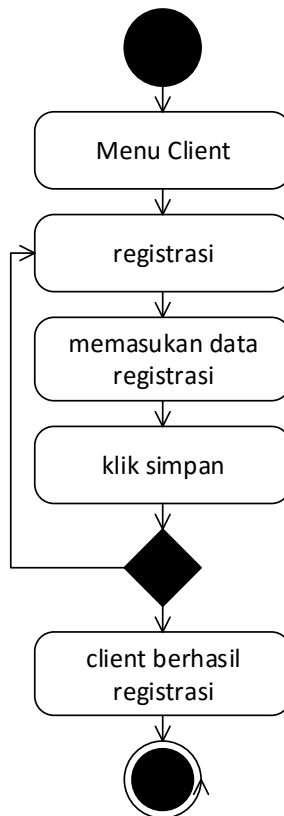 Menu Client
registrasi
memasukan data
registrasi
klik simpan
client berhasil
registrasi